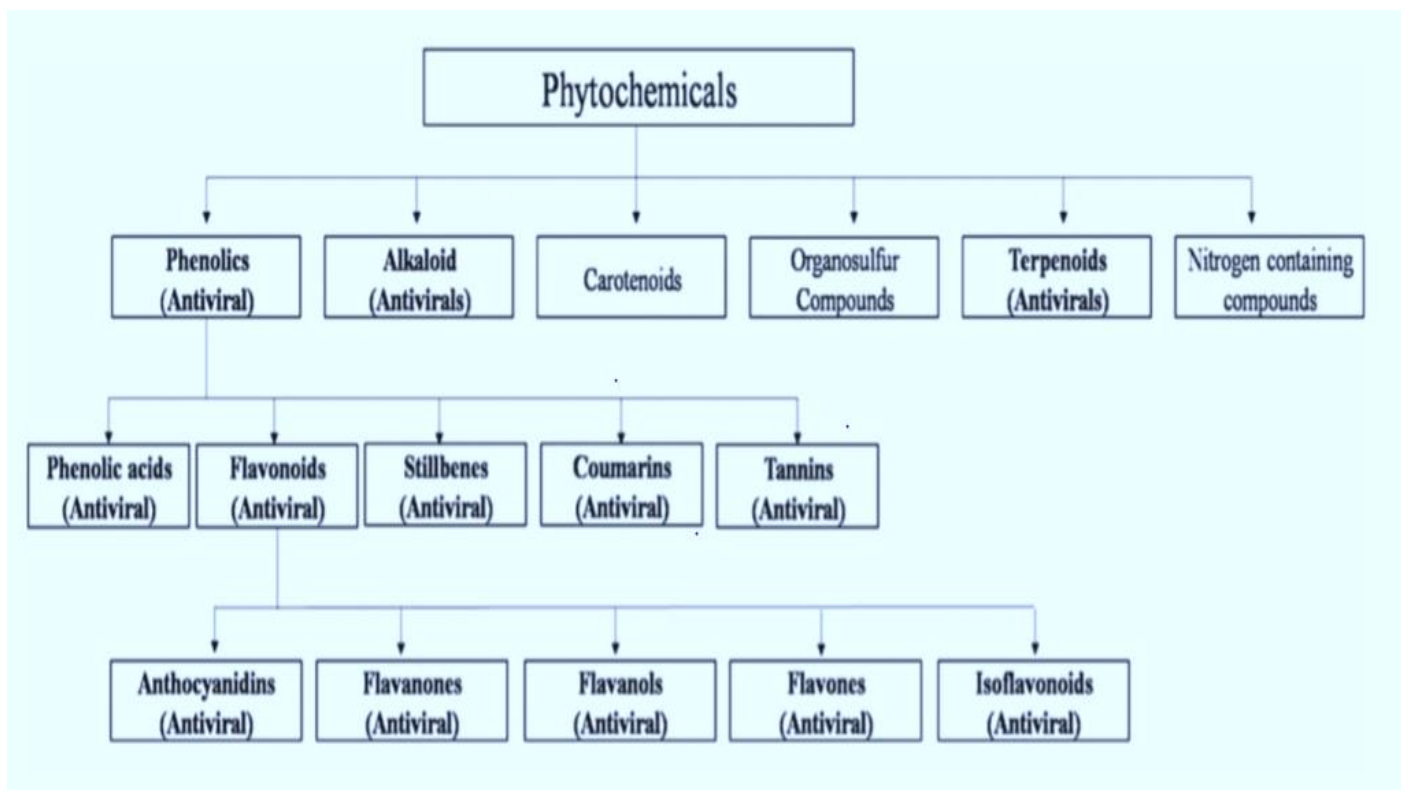 Phytochemicals
Phenolics
(Antiviral)
Alkaloid
(Antivirals)
Carotenoids
Organosulfur
Compounds
Terpenoids
(Antivirals)
Nitrogen containing
compounds
Phenolic acids
(Antiviral)
Flavonoids
(Antiviral)
Stillbenes
(Antiviral)
Coumarins
(Antiviral)
Tannins
(Antiviral)
Anthocyanidins
(Antiviral)
Flavanones
(Antiviral)
Flavanols
(Antiviral)
Flavones
(Antiviral)
Isoflavonoids
(Antiviral)